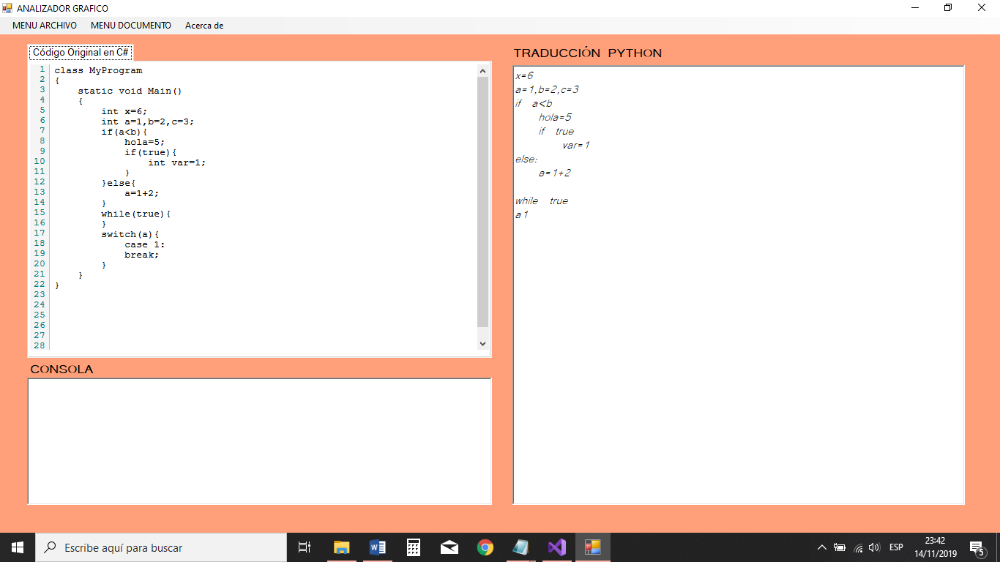 ANALIZADOR GRAFICO
MENU ARCHIVO MENU DOCUMENTO Acerca de
Código Original en C#
1 class MyProgram
2 {
3     static void Main()
4     {
5         int x=6;
6         int a=1,b=2,c=3;
7         if(a<b){
8             hola=5;
9             if(true){
10                 int var=1;
11             }
12         }else{
13             a=1+2;
14         }
15         while(true){
16         }
17         switch(a){
18             case 1:
19             break;
20         }
21     }
22 }
23
24
25
26
27
28
CONSOLA
TRADUCCIÓN PYTHON
x=6
a=1,b=2,c=3
if a<b
    hola=5
    if true
        var=1
else:
    a=1+2
while true
a1
Escribe aquí para buscar
ESP
23:42
14/11/2019
5